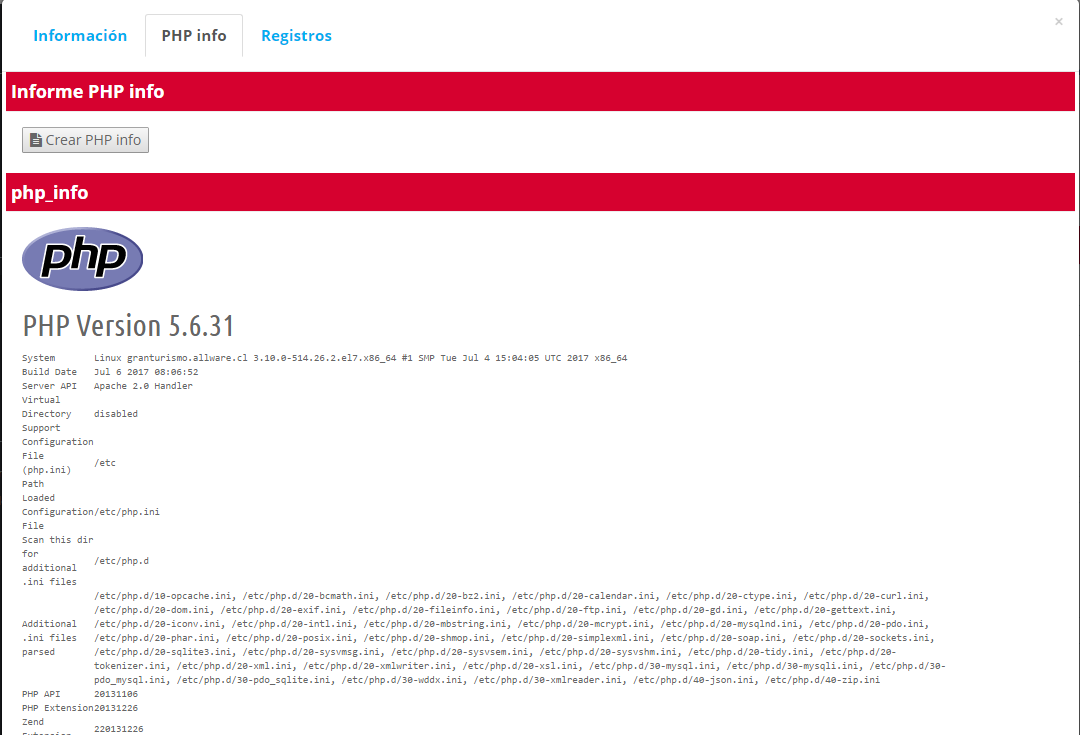 Información PHP info Registros ×
Informe PHP info
Crear PHP info
php_info
php
PHP Version 5.6.31
System Linux granturismo.allware.cl 3.10.0-514.26.2.el7.x86_64 #1 SMP Tue Jul 4 15:04:05 UTC 2017 x86_64
Build Date Jul 6 2017 08:06:52
Server API Apache 2.0 Handler
Virtual
Directory disabled
Support
Configuration
File
(php.ini) /etc
Path
Loaded
Configuration/etc/php.ini
File
Scan this dir
for
additional /etc/php.d
.ini files
/etc/php.d/10-opcache.ini, /etc/php.d/20-bcmath.ini, /etc/php.d/20-bz2.ini, /etc/php.d/20-calendar.ini, /etc/php.d/20-ctype.ini, /etc/php.d/20-curl.ini,
/etc/php.d/20-dom.ini, /etc/php.d/20-exif.ini, /etc/php.d/20-fileinfo.ini, /etc/php.d/20-ftp.ini, /etc/php.d/20-gd.ini, /etc/php.d/20-gettext.ini,
Additional /etc/php.d/20-iconv.ini, /etc/php.d/20-intl.ini, /etc/php.d/20-mbstring.ini, /etc/php.d/20-mcrypt.ini, /etc/php.d/20-mysqlnd.ini, /etc/php.d/20-pdo.ini,
.ini files /etc/php.d/20-phar.ini, /etc/php.d/20-posix.ini, /etc/php.d/20-shmop.ini, /etc/php.d/20-simplexml.ini, /etc/php.d/20-soap.ini, /etc/php.d/20-sockets.ini,
parsed /etc/php.d/20-sqlite3.ini, /etc/php.d/20-sysvmsg.ini, /etc/php.d/20-sysvsem.ini, /etc/php.d/20-sysvshm.ini, /etc/php.d/20-tidy.ini, /etc/php.d/20-
tokenizer.ini, /etc/php.d/20-xml.ini, /etc/php.d/20-xmlwriter.ini, /etc/php.d/20-xsl.ini, /etc/php.d/30-mysql.ini, /etc/php.d/30-mysqli.ini, /etc/php.d/30-
pdo_mysql.ini, /etc/php.d/30-pdo_sqlite.ini, /etc/php.d/30-wddx.ini, /etc/php.d/30-xmlreader.ini, /etc/php.d/40-json.ini, /etc/php.d/40-zip.ini
PHP API 20131106
PHP Extension20131226
Zend
Extension 220131226